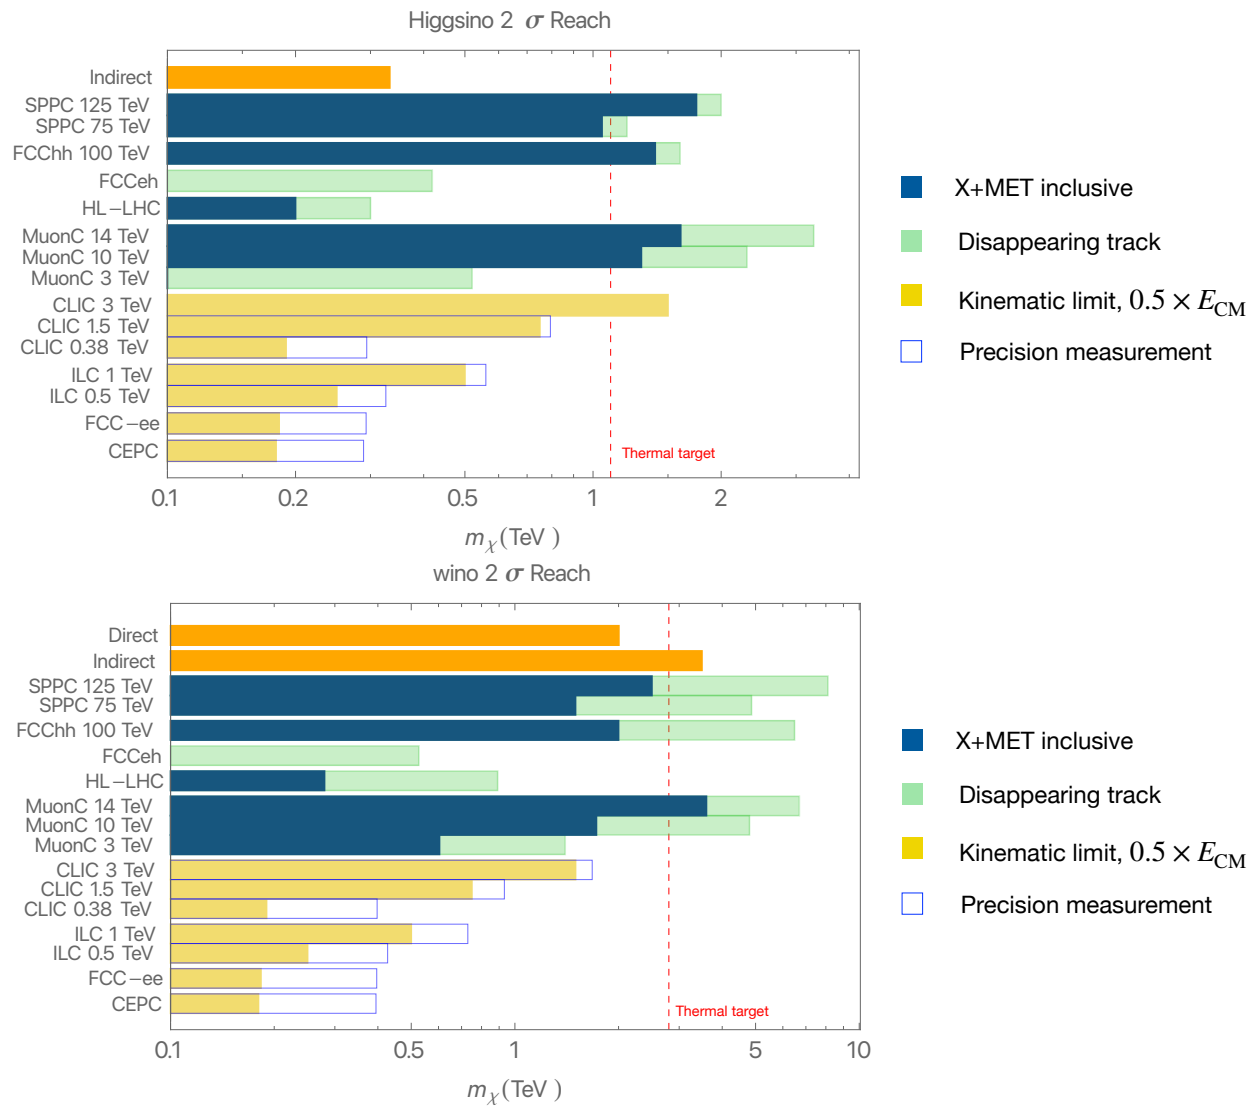 Higgsino 2 σ Reach
Indirect
SPPC 125 TeV
SPPC 75 TeV
FCChh 100 TeV
FCCeh
HL-LHC
MuonC 14 TeV
MuonC 10 TeV
MuonC 3 TeV
CLIC 3 TeV
CLIC 1.5 TeV
CLIC 0.38 TeV
ILC 1 TeV
ILC 0.5 TeV
FCC-ee
CEPC
Thermal target
0.1 0.2 0.5 1 2
mχ(TeV)
X+MET inclusive
Disappearing track
Kinematic limit, 0.5 × E_CM
Precision measurement
wino 2 σ Reach
Direct
Indirect
SPPC 125 TeV
SPPC 75 TeV
FCChh 100 TeV
FCCeh
HL-LHC
MuonC 14 TeV
MuonC 10 TeV
MuonC 3 TeV
CLIC 3 TeV
CLIC 1.5 TeV
CLIC 0.38 TeV
ILC 1 TeV
ILC 0.5 TeV
FCC-ee
CEPC
Thermal target
0.1 0.5 1 5 10
mχ(TeV)
X+MET inclusive
Disappearing track
Kinematic limit, 0.5 × E_CM
Precision measurement